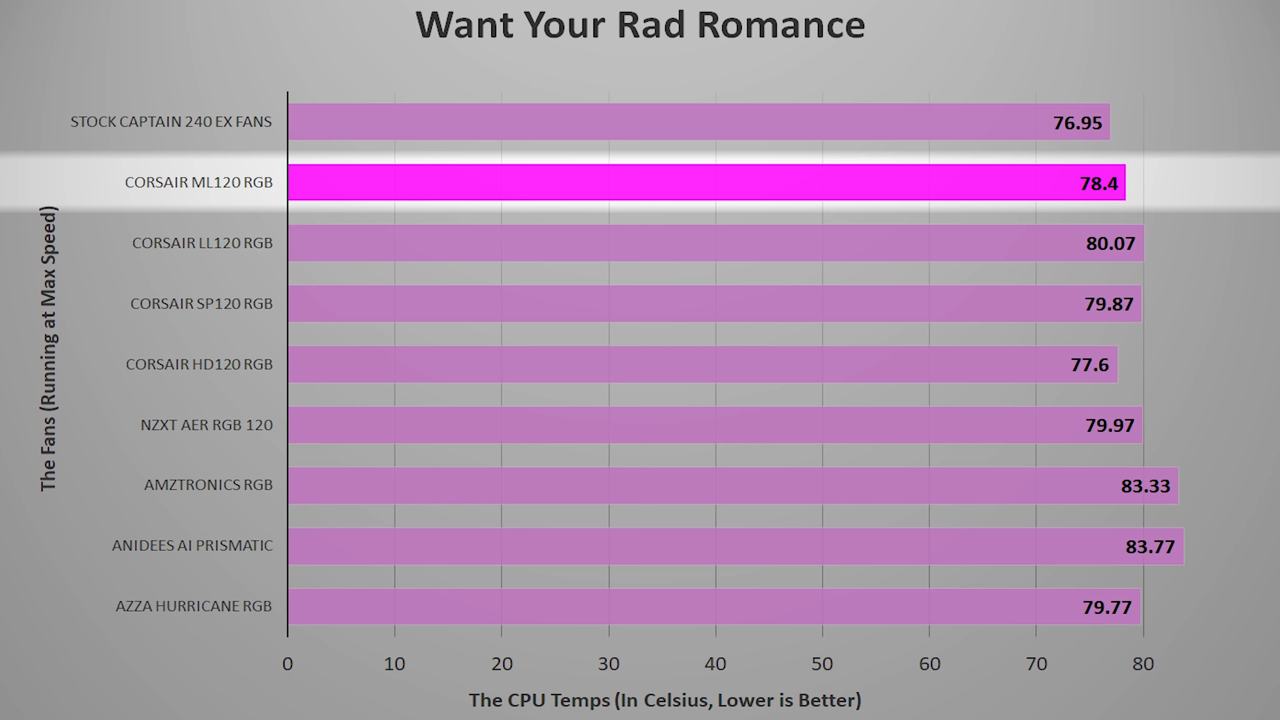 Want Your Rad Romance
The Fans (Running at Max Speed)
STOCK CAPTAIN 240 EX FANS 76.95
CORSAIR ML120 RGB 78.4
CORSAIR LL120 RGB 80.07
CORSAIR SP120 RGB 79.87
CORSAIR HD120 RGB 77.6
NZXT AER RGB 120 79.97
AMZTRONICS RGB 83.33
ANIDEES AI PRISMATIC 83.77
AZZA HURRICANE RGB 79.77
0 10 20 30 40 50 60 70 80
The CPU Temps (In Celsius, Lower is Better)